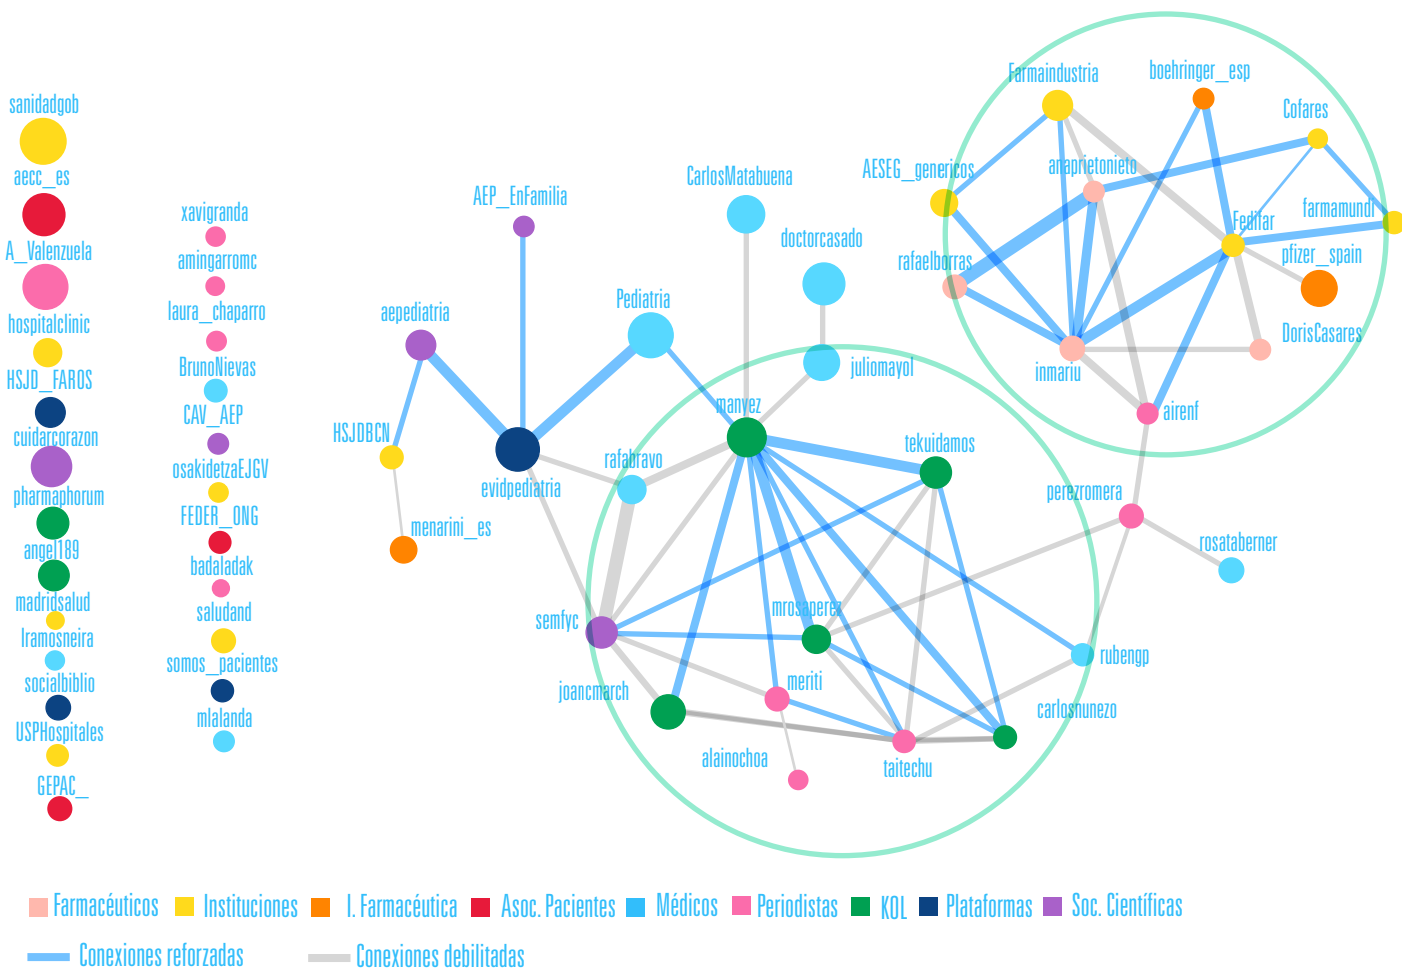 sanidadgob
aecc_es
A_Valenzuela
hospitalclinic
HSJD_FAROS
cuidarcorazon
pharmaphorum
angel189
madridsalud
lramosneira
socialbiblio
USPHospitales
GEPAC_
xavigranda
amingarromc
laura_chaparro
BrunoNievas
CAV_AEP
osakidetzaEJGV
FEDER_ONG
badaladak
saludand
somos_pacientes
mlalanda
AEP_EnFamilia
aepediatria
HSJDBCN
menarini_es
evidpediatria
Pediatria
CarlosMatabuena
doctorcasado
juliomayol
manyez
rafabravo
tekuidamos
semfyc
mrosaperez
joancmarch
meriti
alainochoa
taitechu
carlosnunezo
rubengp
perezromera
rosataberner
Farmaindustria
boehringer_esp
Cofares
AESEG_genericos
anaprietonieto
farmamundi
Fedifar
pfizer_spain
rafaelborras
DorisCasares
inmariu
airenf
Farmacéuticos Instituciones I. Farmacéutica Asoc. Pacientes Médicos Periodistas KOL Plataformas Soc. Científicas
Conexiones reforzadas Conexiones debilitadas